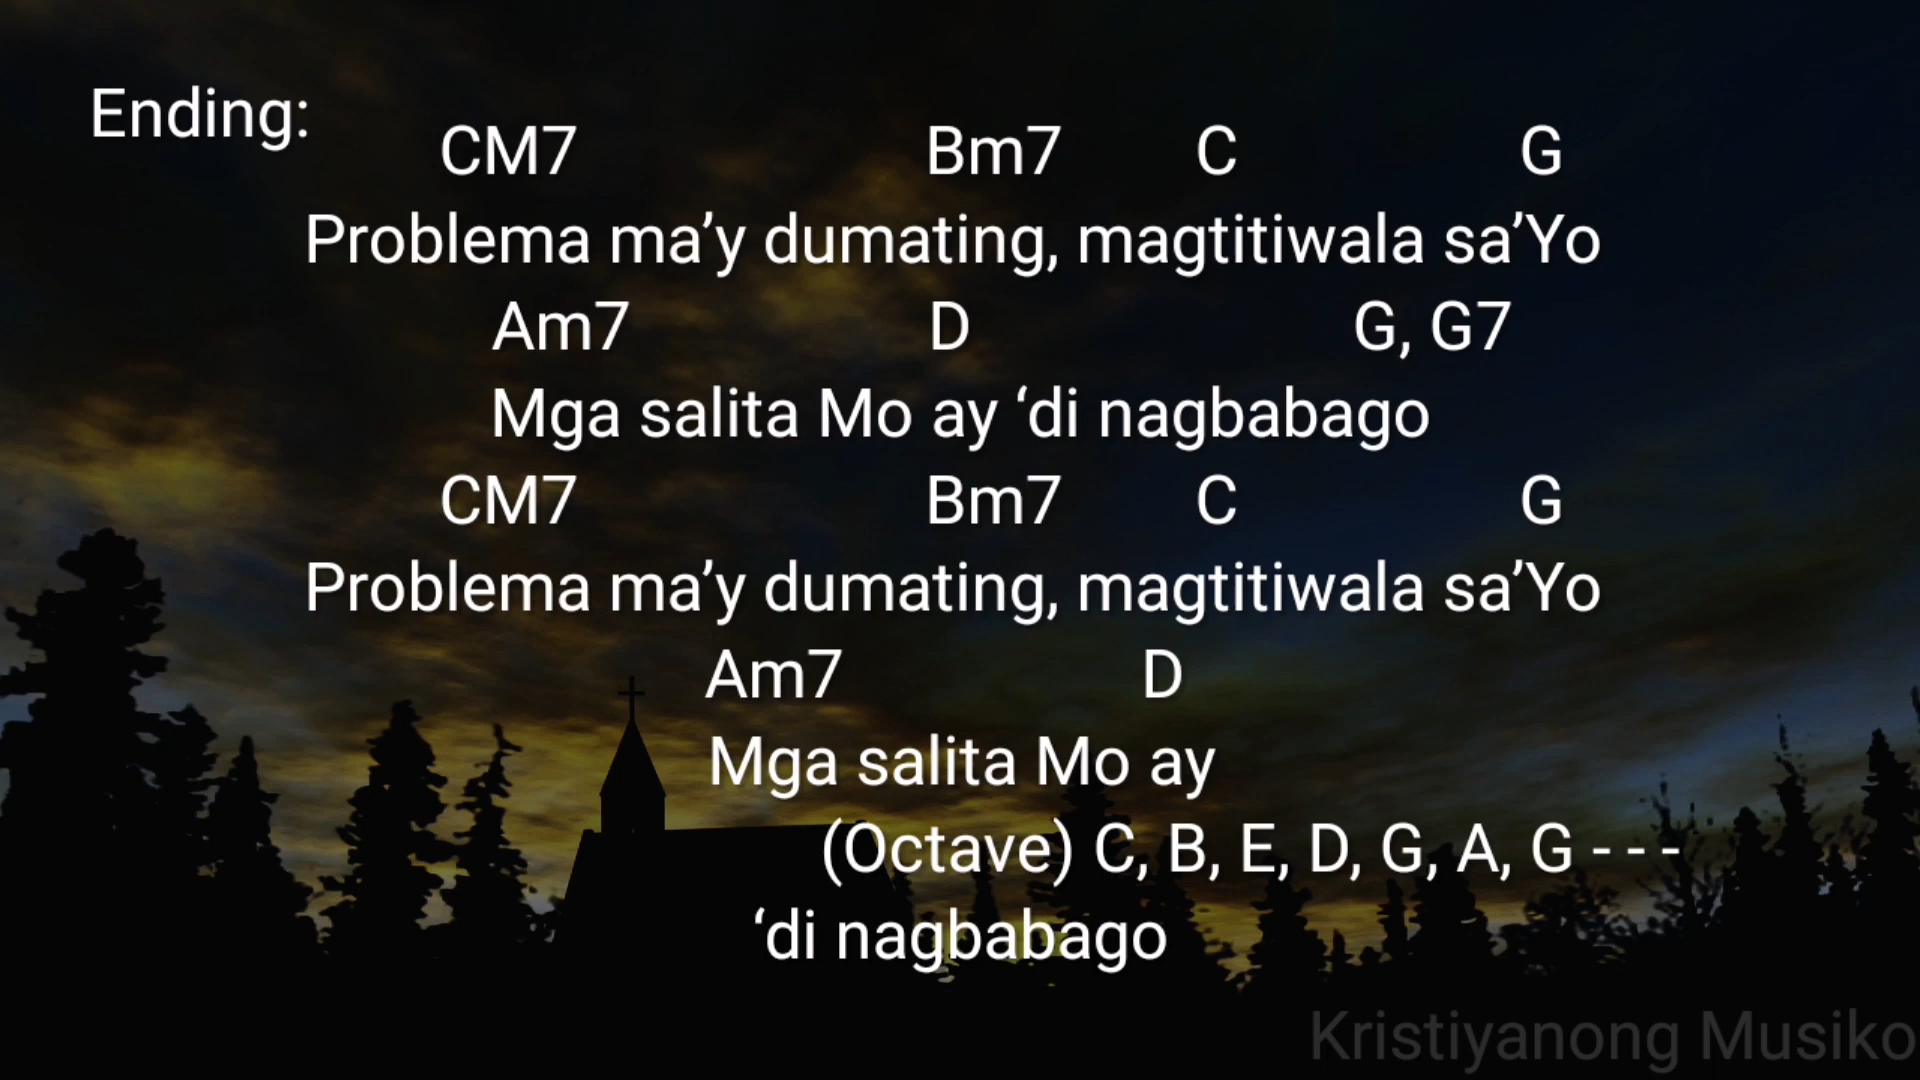 Ending:
CM7 Bm7 C G
Problema ma’y dumating, magtitiwala sa’Yo
Am7 D G, G7
Mga salita Mo ay ‘di nagbabago
CM7 Bm7 C G
Problema ma’y dumating, magtitiwala sa’Yo
Am7 D
Mga salita Mo ay
(Octave) C, B, E, D, G, A, G - - -
‘di nagbabago
Kristiyanong Musiko